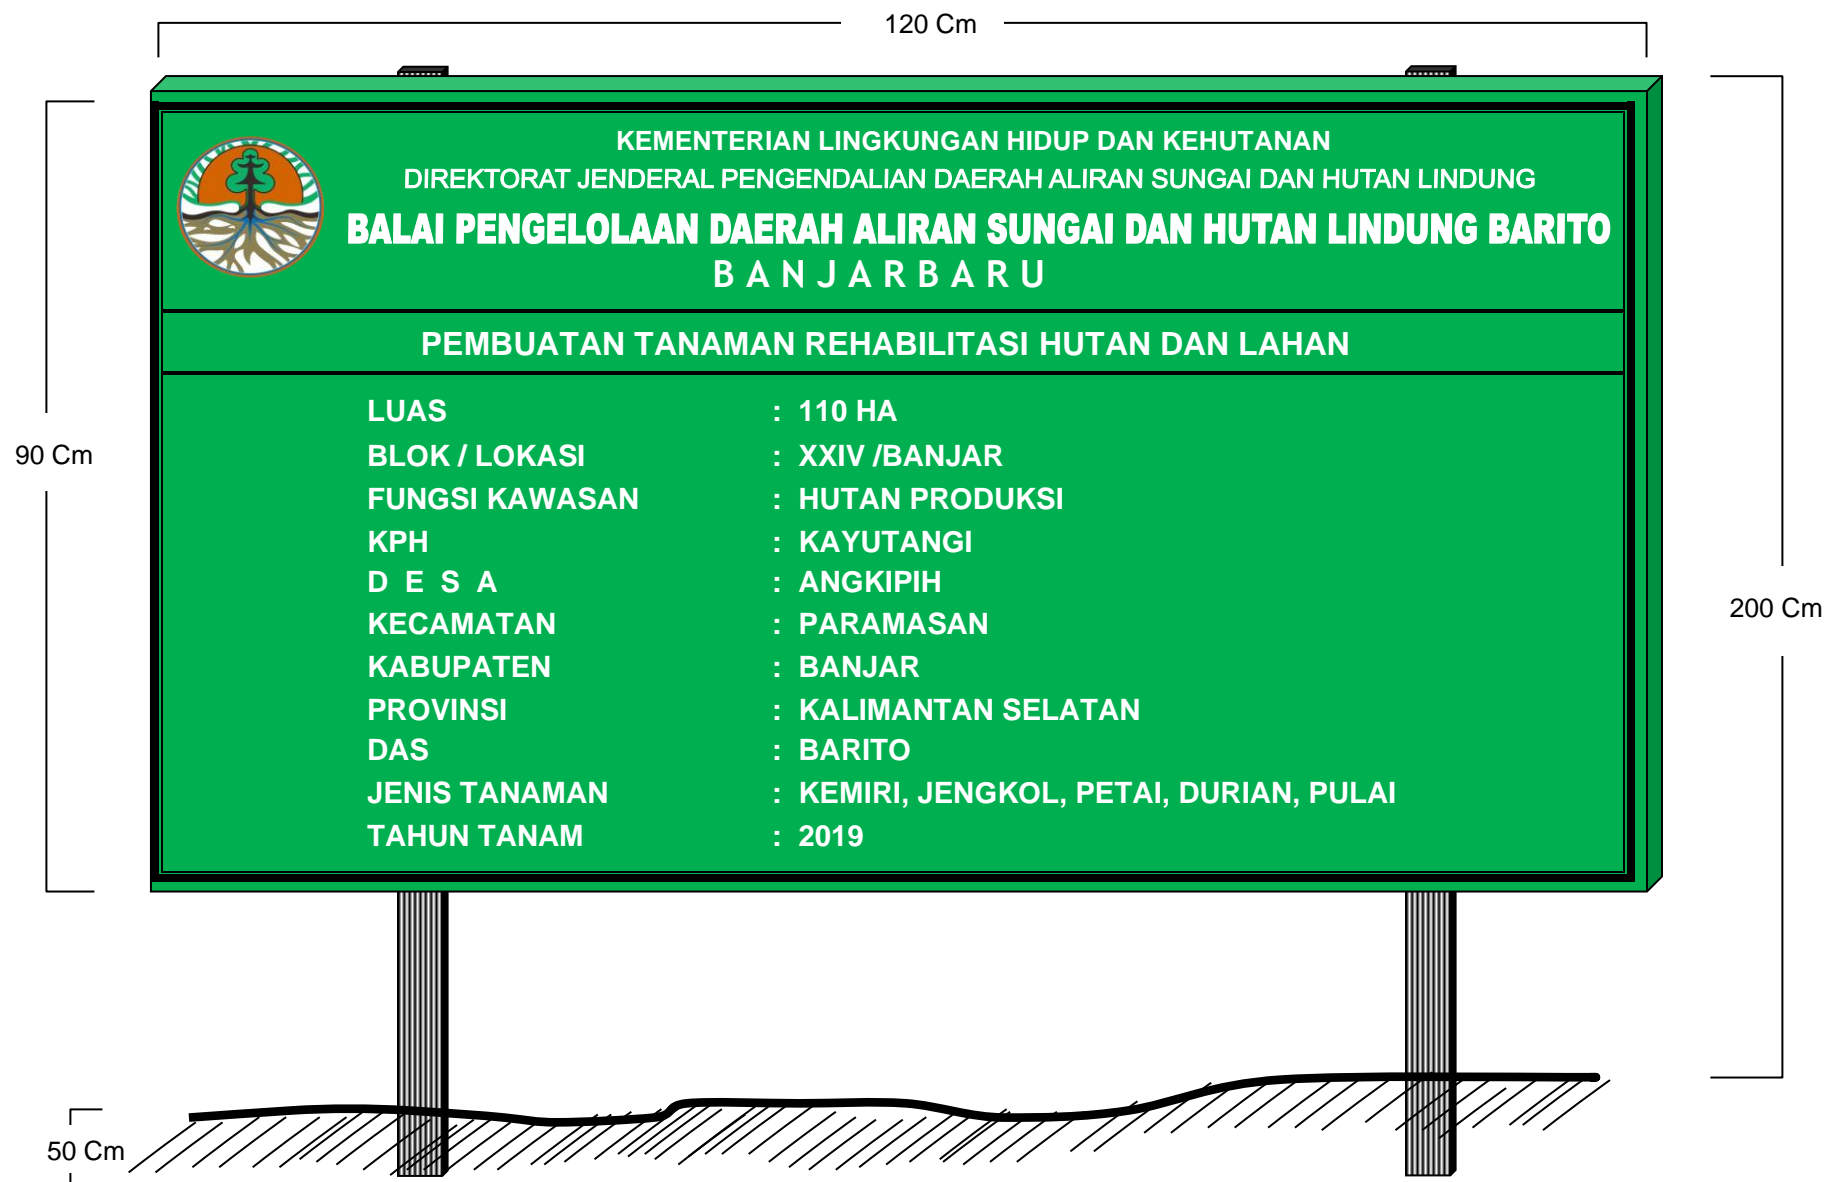 120 Cm
KEMENTERIAN LINGKUNGAN HIDUP DAN KEHUTANAN
DIREKTORAT JENDERAL PENGENDALIAN DAERAH ALIRAN SUNGAI DAN HUTAN LINDUNG
BALAI PENGELOLAAN DAERAH ALIRAN SUNGAI DAN HUTAN LINDUNG BARITO
B A N J A R B A R U
PEMBUATAN TANAMAN REHABILITASI HUTAN DAN LAHAN
LUAS : 110 HA
BLOK / LOKASI : XXIV /BANJAR
FUNGSI KAWASAN : HUTAN PRODUKSI
KPH : KAYUTANGI
D E S A : ANGKIPIH
KECAMATAN : PARAMASAN
KABUPATEN : BANJAR
PROVINSI : KALIMANTAN SELATAN
DAS : BARITO
JENIS TANAMAN : KEMIRI, JENGKOL, PETAI, DURIAN, PULAI
TAHUN TANAM : 2019
90 Cm
200 Cm
50 Cm